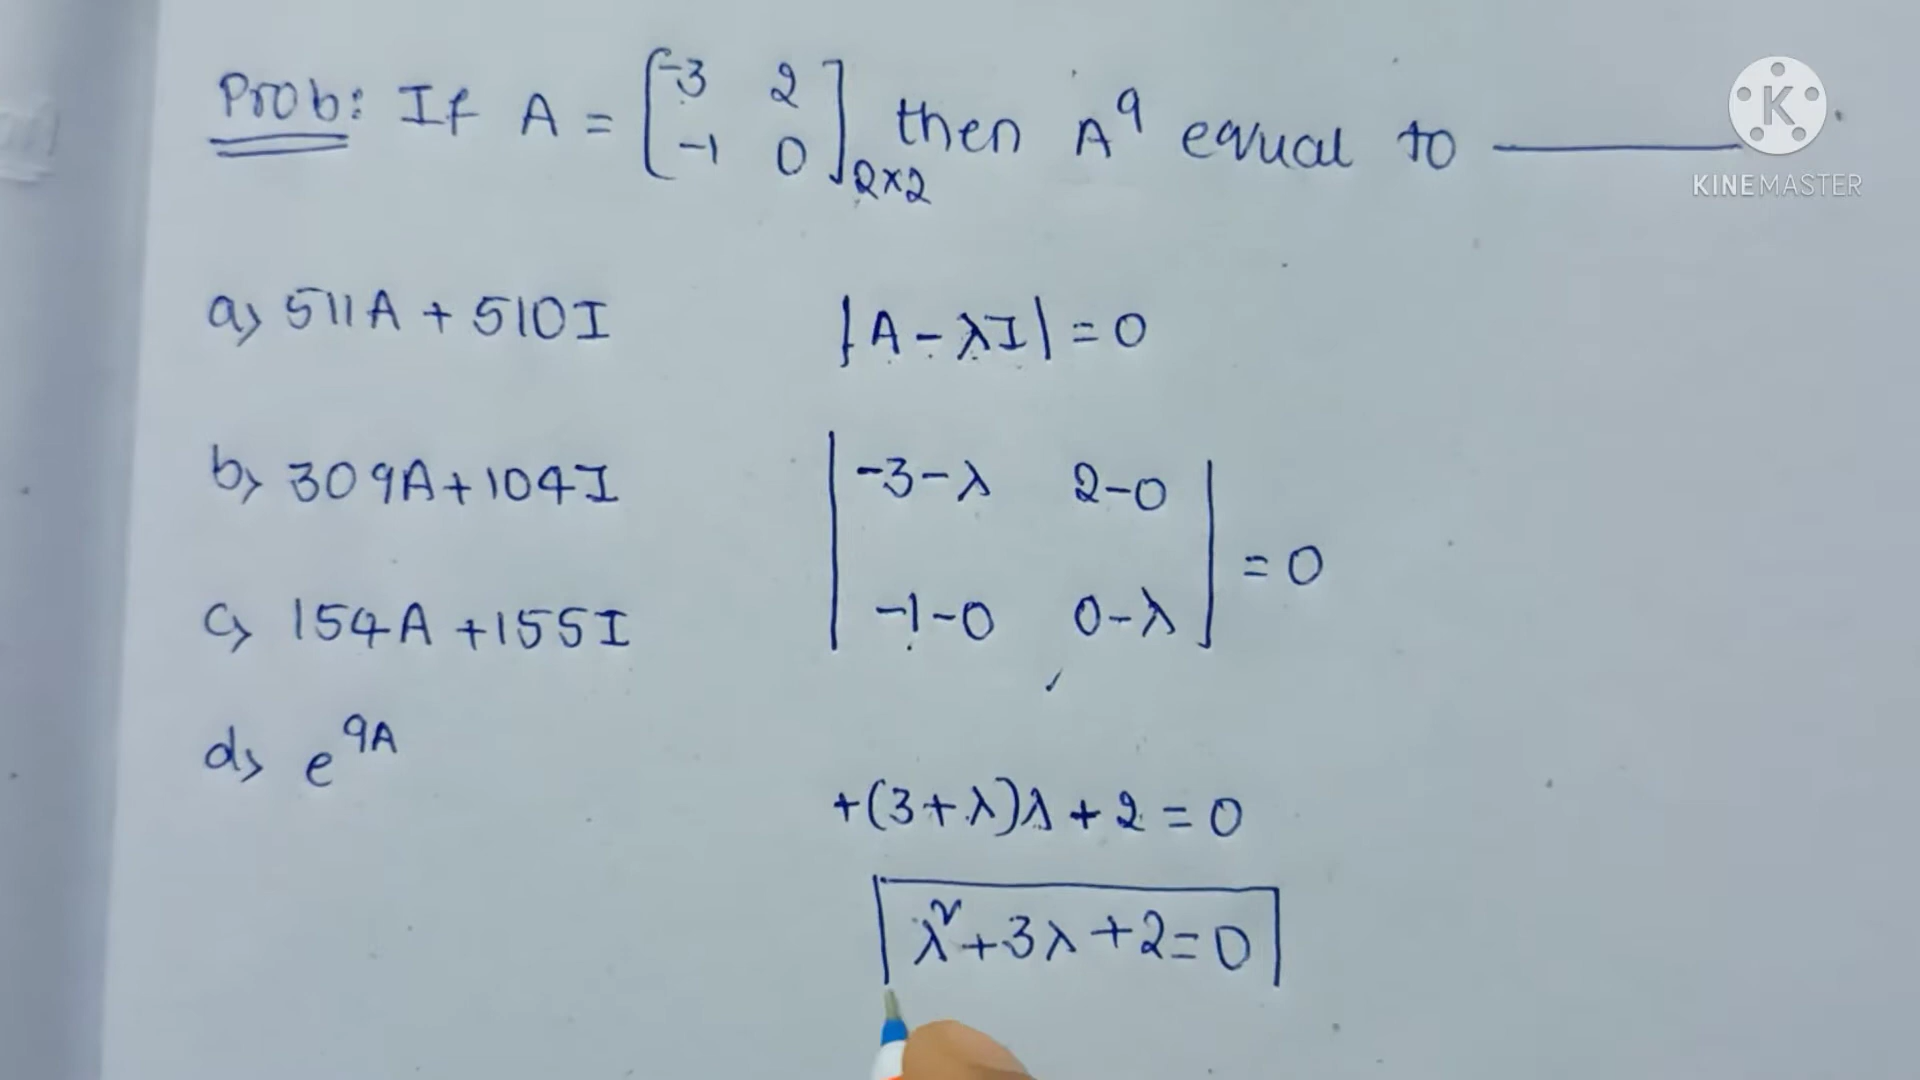 Prob: If A = [-3 2
-1 0]2×2 then A^9 equal to ______
KINEMASTER
a) 511A + 510I
b) 309A + 104I
c) 154A + 155I
d) e^9A
|A - λI| = 0
|-3-λ 2-0
-1-0 0-λ| = 0
+(3+λ)λ + 2 = 0
λ² + 3λ + 2 = 0